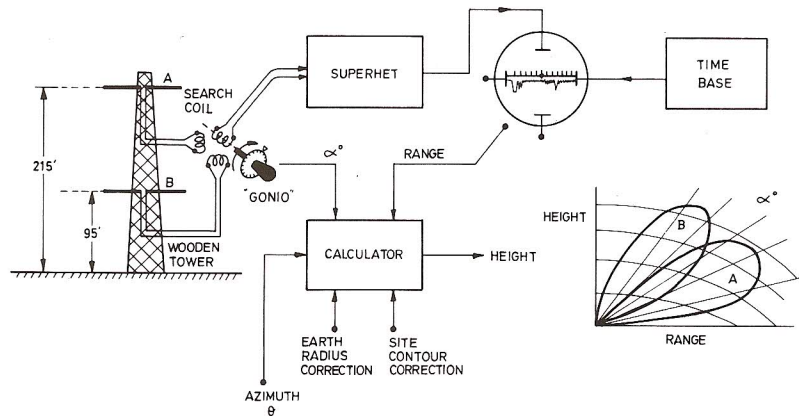 A
SEARCH
COIL
SUPERHET
TIME
BASE
215'
B
95'
WOODEN
TOWER
"GONIO"
α°
RANGE
CALCULATOR
HEIGHT
EARTH
RADIUS
CORRECTION
SITE
CONTOUR
CORRECTION
AZIMUTH
θ
HEIGHT
α°
B
A
RANGE